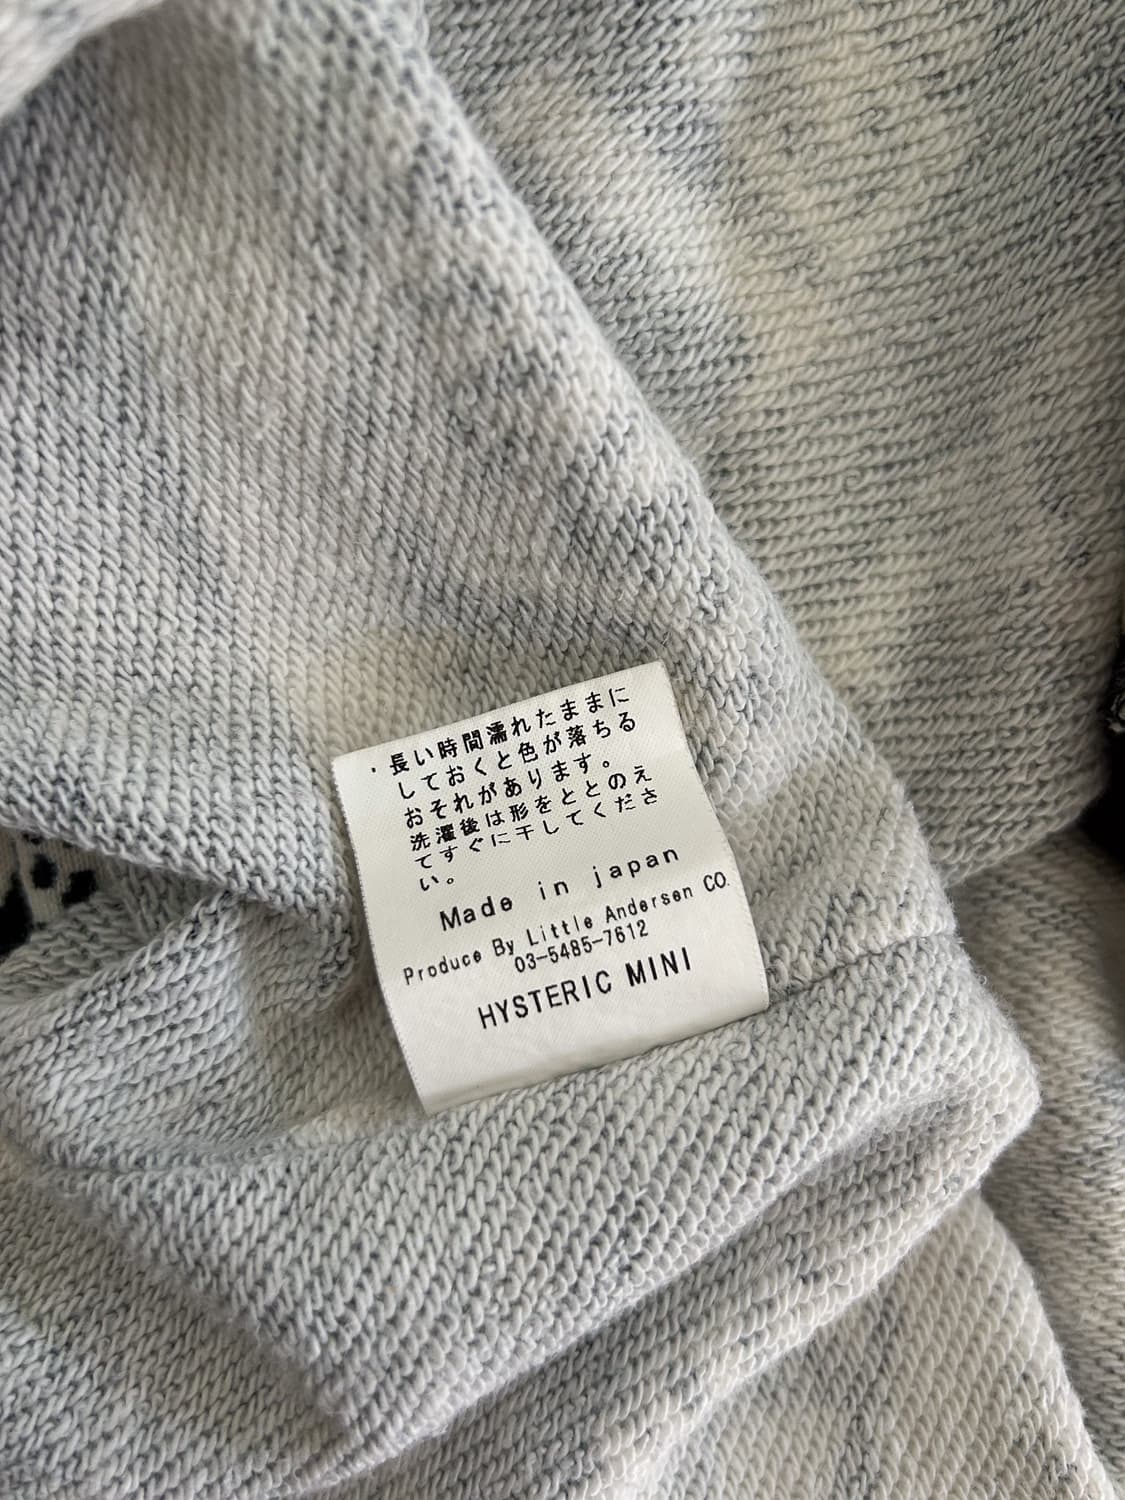 ・長い時間濡れたままに
しておくと色が落ちる
おそれがあります。
洗濯後は形をととのえ
てすぐに干してくださ
い。
Made in japan
Produce By Little Andersen CO.
03-5485-7612
HYSTERIC MINI